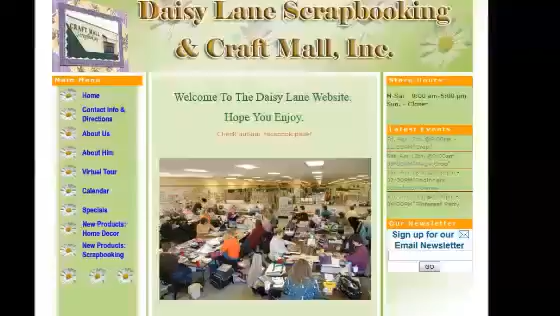 CRAFT MALL
Daisy Lane Scrapbooking
& Craft Mall, Inc.
Main Menu
Home
Contact Info &
Directions
About Us
About Him
Virtual Tour
Calendar
Specials
New Products:
Home Decor
New Products:
Scrapbooking
Welcome To The Daisy Lane Website.
Hope You Enjoy.
Store Hours
M-Sat 9:00 am-5:00 pm
Latest Events
Our Newsletter
Sign up for our
Email Newsletter
GO